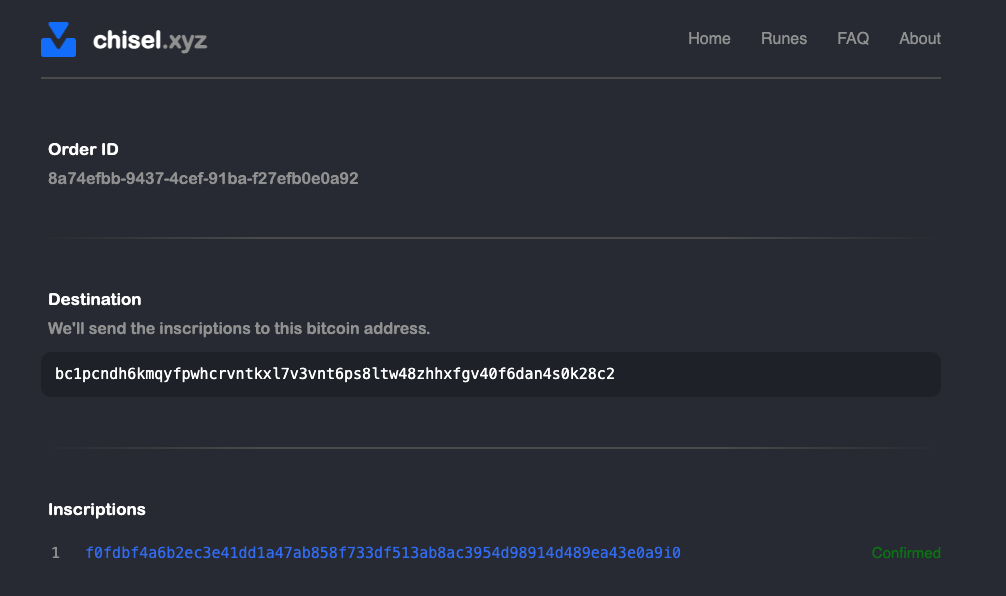 chisel.xyz
Home Runes FAQ About
Order ID
8a74efbb-9437-4cef-91ba-f27efb0e0a92
Destination
We'll send the inscriptions to this bitcoin address.
bc1pcndh6kmqyfpwhcrvntkxl7v3vnt6ps8ltw48zhhxfgv40f6dan4s0k28c2
Inscriptions
1 f0fdbf4a6b2ec3e41dd1a47ab858f733df513ab8ac3954d98914d489ea43e0a9i0 Confirmed